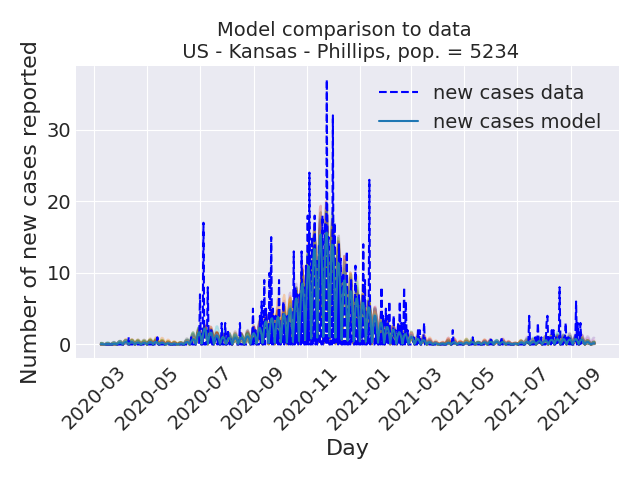 Model comparison to data
US - Kansas - Phillips, pop. = 5234
Number of new cases reported
new cases data
new cases model
30
20
10
0
2020-03
2020-05
2020-07
2020-09
2020-11
2021-01
2021-03
2021-05
2021-07
2021-09
Day